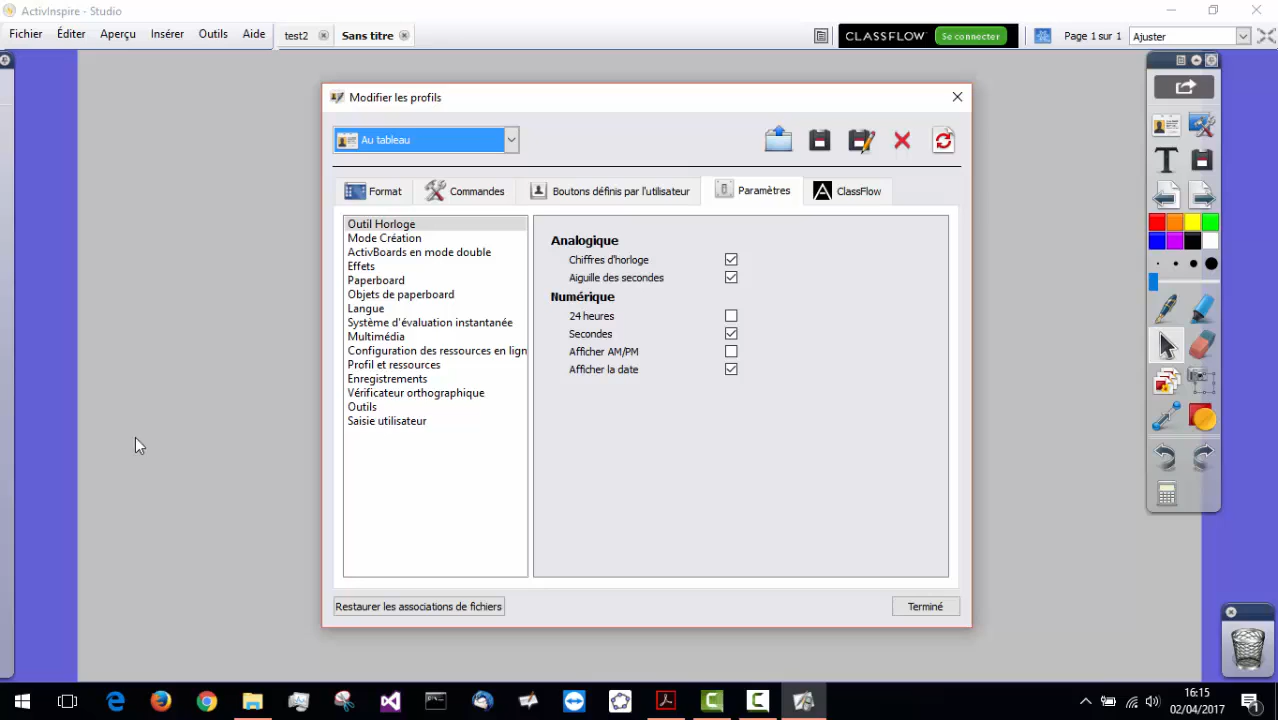 ActivInspire - Studio
Fichier Éditer Aperçu Insérer Outils Aide
test2 Sans titre
CLASSFLOW Se connecter
Page 1 sur 1 Ajuster
Modifier les profils
Au tableau
Format Commandes Boutons définis par l'utilisateur Paramètres ClassFlow
Outil Horloge
Mode Création
ActivBoards en mode double
Effets
Paperboard
Objets de paperboard
Langue
Système d'évaluation instantanée
Multimédia
Configuration des ressources en lign
Profil et ressources
Enregistrements
Vérificateur orthographique
Outils
Saisie utilisateur
Analogique
Chiffres d'horloge
Aiguille des secondes
Numérique
24 heures
Secondes
Afficher AM/PM
Afficher la date
Restaurer les associations de fichiers
Terminé
16:15
02/04/2017